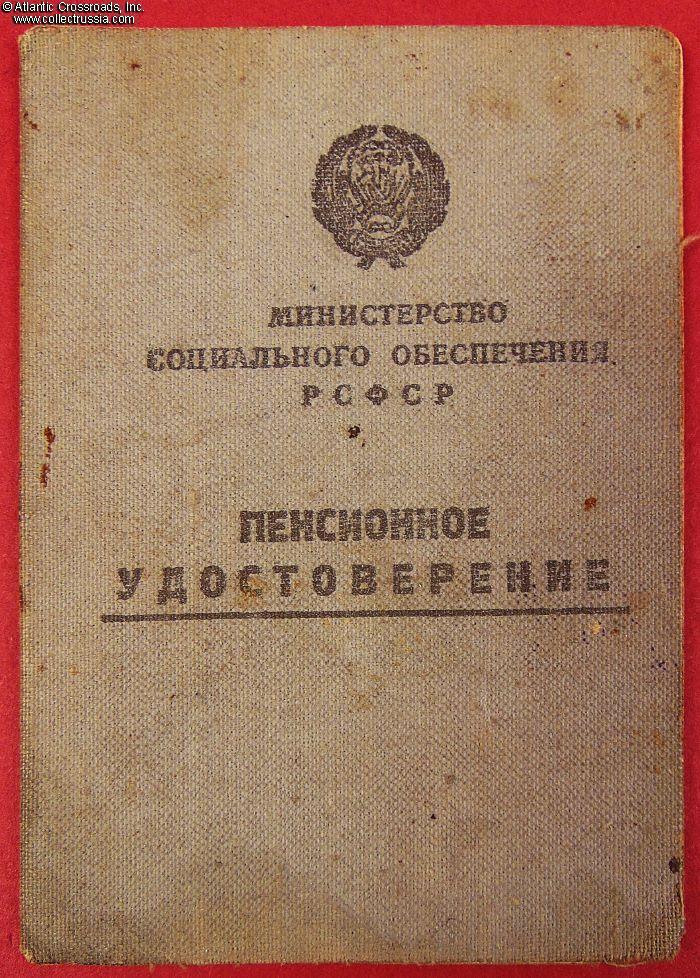 © Atlantic Crossroads, Inc.
www.collectrussia.com
МИНИСТЕРСТВО
СОЦИАЛЬНОГО ОБЕСПЕЧЕНИЯ
РСФСР
ПЕНСИОННОЕ
УДОСТОВЕРЕНИЕ